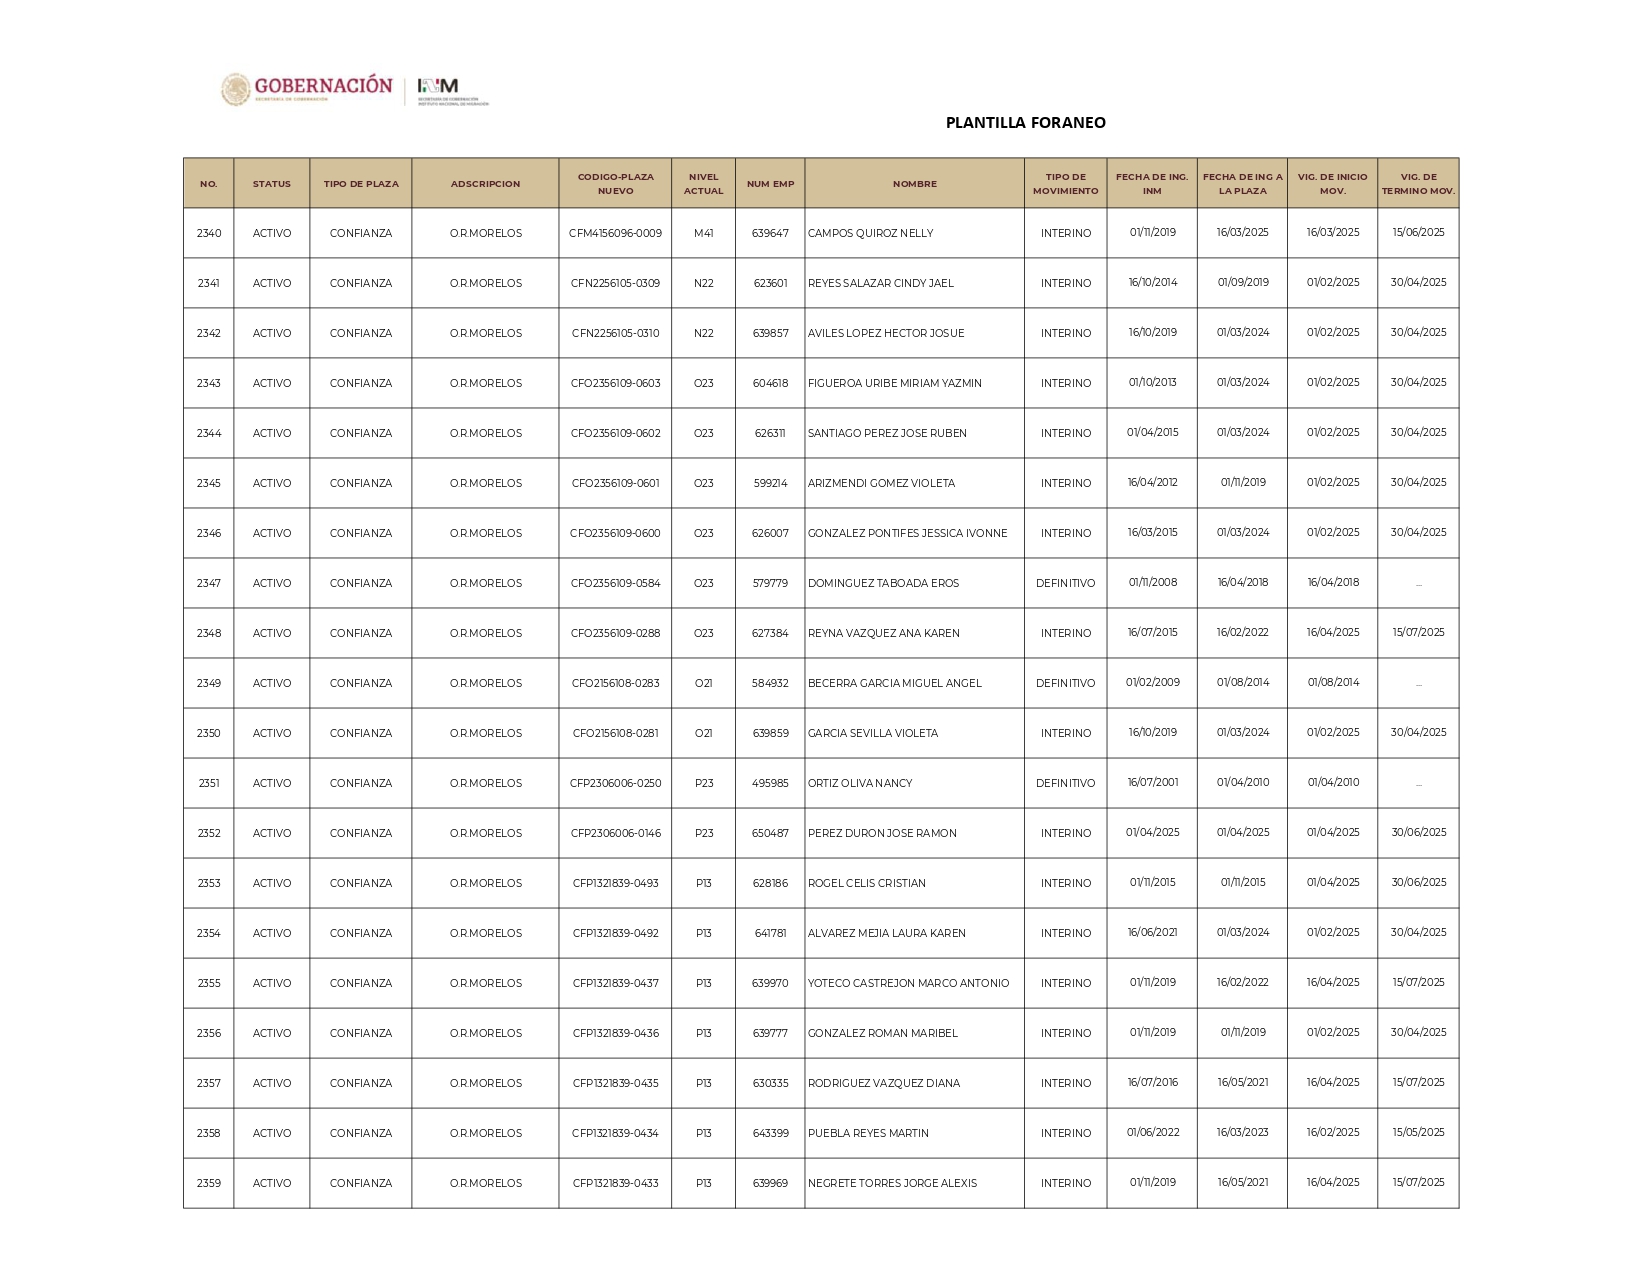 GOBERNACIÓN
SECRETARÍA DE GOBERNACIÓN
INM
SECRETARÍA DE GOBERNACIÓN
INSTITUTO NACIONAL DE MIGRACIÓN
PLANTILLA FORANEO
NO. STATUS TIPO DE PLAZA ADSCRIPCION CODIGO-PLAZA NUEVO NIVEL ACTUAL NUM EMP NOMBRE TIPO DE MOVIMIENTO FECHA DE ING. INM FECHA DE ING A LA PLAZA VIG. DE INICIO MOV. VIG. DE TERMINO MOV.
2340 ACTIVO CONFIANZA O.R.MORELOS CFM4156096-0009 M41 639647 CAMPOS QUIROZ NELLY INTERINO 01/11/2019 16/03/2025 16/03/2025 15/06/2025
2341 ACTIVO CONFIANZA O.R.MORELOS CFN2256105-0309 N22 623601 REYES SALAZAR CINDY JAEL INTERINO 16/10/2014 01/09/2019 01/02/2025 30/04/2025
2342 ACTIVO CONFIANZA O.R.MORELOS CFN2256105-0310 N22 639857 AVILES LOPEZ HECTOR JOSUE INTERINO 16/10/2019 01/03/2024 01/02/2025 30/04/2025
2343 ACTIVO CONFIANZA O.R.MORELOS CFO2356109-0603 O23 604618 FIGUEROA URIBE MIRIAM YAZMIN INTERINO 01/10/2013 01/03/2024 01/02/2025 30/04/2025
2344 ACTIVO CONFIANZA O.R.MORELOS CFO2356109-0602 O23 626311 SANTIAGO PEREZ JOSE RUBEN INTERINO 01/04/2015 01/03/2024 01/02/2025 30/04/2025
2345 ACTIVO CONFIANZA O.R.MORELOS CFO2356109-0601 O23 599214 ARIZMENDI GOMEZ VIOLETA INTERINO 16/04/2012 01/11/2019 01/02/2025 30/04/2025
2346 ACTIVO CONFIANZA O.R.MORELOS CFO2356109-0600 O23 626007 GONZALEZ PONTIFES JESSICA IVONNE INTERINO 16/03/2015 01/03/2024 01/02/2025 30/04/2025
2347 ACTIVO CONFIANZA O.R.MORELOS CFO2356109-0584 O23 579779 DOMINGUEZ TABOADA EROS DEFINITIVO 01/11/2008 16/04/2018 16/04/2018 ...
2348 ACTIVO CONFIANZA O.R.MORELOS CFO2356109-0288 O23 627384 REYNA VAZQUEZ ANA KAREN INTERINO 16/07/2015 16/02/2022 16/04/2025 15/07/2025
2349 ACTIVO CONFIANZA O.R.MORELOS CFO2156108-0283 O21 584932 BECERRA GARCIA MIGUEL ANGEL DEFINITIVO 01/02/2009 01/08/2014 01/08/2014 ...
2350 ACTIVO CONFIANZA O.R.MORELOS CFO2156108-0281 O21 639859 GARCIA SEVILLA VIOLETA INTERINO 16/10/2019 01/03/2024 01/02/2025 30/04/2025
2351 ACTIVO CONFIANZA O.R.MORELOS CFP2306006-0250 P23 495985 ORTIZ OLIVA NANCY DEFINITIVO 16/07/2001 01/04/2010 01/04/2010 ...
2352 ACTIVO CONFIANZA O.R.MORELOS CFP2306006-0146 P23 650487 PEREZ DURON JOSE RAMON INTERINO 01/04/2025 01/04/2025 01/04/2025 30/06/2025
2353 ACTIVO CONFIANZA O.R.MORELOS CFP1321839-0493 P13 628186 ROGEL CELIS CRISTIAN INTERINO 01/11/2015 01/11/2015 01/04/2025 30/06/2025
2354 ACTIVO CONFIANZA O.R.MORELOS CFP1321839-0492 P13 641781 ALVAREZ MEJIA LAURA KAREN INTERINO 16/06/2021 01/03/2024 01/02/2025 30/04/2025
2355 ACTIVO CONFIANZA O.R.MORELOS CFP1321839-0437 P13 639970 YOTECO CASTREJON MARCO ANTONIO INTERINO 01/11/2019 16/02/2022 16/04/2025 15/07/2025
2356 ACTIVO CONFIANZA O.R.MORELOS CFP1321839-0436 P13 639777 GONZALEZ ROMAN MARIBEL INTERINO 01/11/2019 01/11/2019 01/02/2025 30/04/2025
2357 ACTIVO CONFIANZA O.R.MORELOS CFP1321839-0435 P13 630335 RODRIGUEZ VAZQUEZ DIANA INTERINO 16/07/2016 16/05/2021 16/04/2025 15/07/2025
2358 ACTIVO CONFIANZA O.R.MORELOS CFP1321839-0434 P13 643399 PUEBLA REYES MARTIN INTERINO 01/06/2022 16/03/2023 16/02/2025 15/05/2025
2359 ACTIVO CONFIANZA O.R.MORELOS CFP1321839-0433 P13 639969 NEGRETE TORRES JORGE ALEXIS INTERINO 01/11/2019 16/05/2021 16/04/2025 15/07/2025